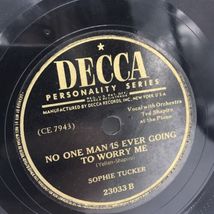 DECCA
PERSONALITY SERIES
MANUFACTURED BY DECCA RECORDS, INC., NEW YORK, U.S.A.
Vocal with Orchestra
Ted Shapiro
at the Piano
(CE 7943)
NO ONE MAN IS EVER GOING
TO WORRY ME
(Yellen-Shapiro)
SOPHIE TUCKER
23033 B